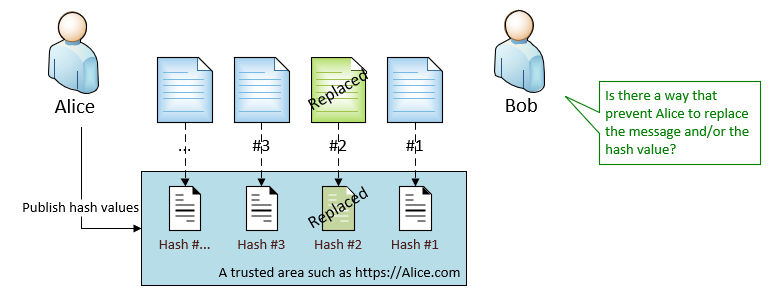 Alice
Bob
Replaced
Is there a way that
prevent Alice to replace
the message and/or the
hash value?
...
#3
#2
#1
Publish hash values
Replaced
Hash #...
Hash #3
Hash #2
Hash #1
A trusted area such as https://Alice.com